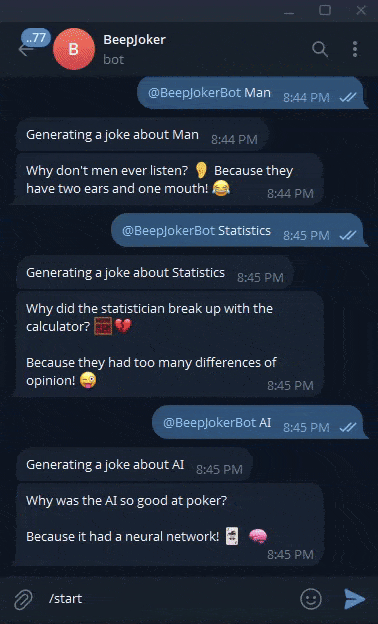 ..77
B
BeepJoker
bot
@BeepJokerBot Man 8:44 PM
Generating a joke about Man 8:44 PM
Why don't men ever listen? 👂 Because they
have two ears and one mouth! 😂 8:44 PM
@BeepJokerBot Statistics 8:45 PM
Generating a joke about Statistics 8:45 PM
Why did the statistician break up with the
calculator? 🧮💔
Because they had too many differences of
opinion! 😜 8:45 PM
@BeepJokerBot AI 8:45 PM
Generating a joke about AI 8:45 PM
Why was the AI so good at poker?
Because it had a neural network! 🃏 🧠
8:45 PM
/start